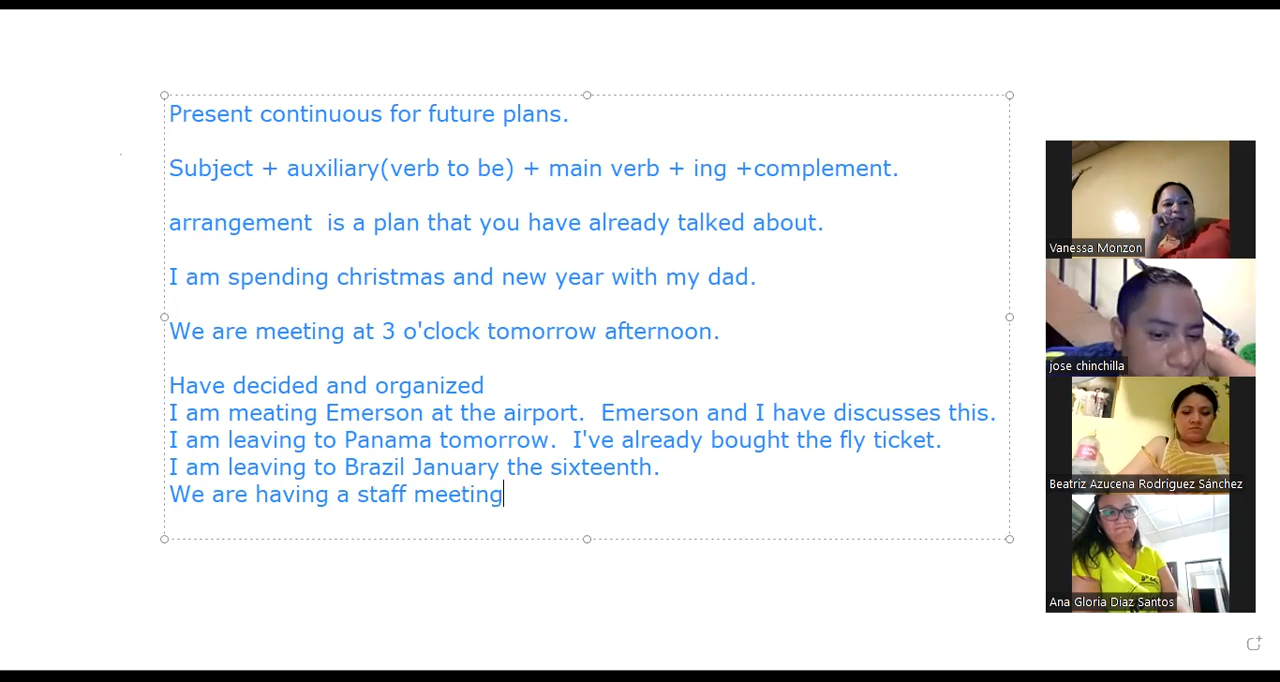 Present continuous for future plans.
Subject + auxiliary(verb to be) + main verb + ing +complement.
arrangement  is a plan that you have already talked about.
I am spending christmas and new year with my dad.
We are meeting at 3 o'clock tomorrow afternoon.
Have decided and organized
I am meating Emerson at the airport.  Emerson and I have discusses this.
I am leaving to Panama tomorrow.  I've already bought the fly ticket.
I am leaving to Brazil January the sixteenth.
We are having a staff meeting
Vanessa Monzon
jose chinchilla
Beatriz Azucena Rodriguez Sánchez
Ana Gloria Diaz Santos